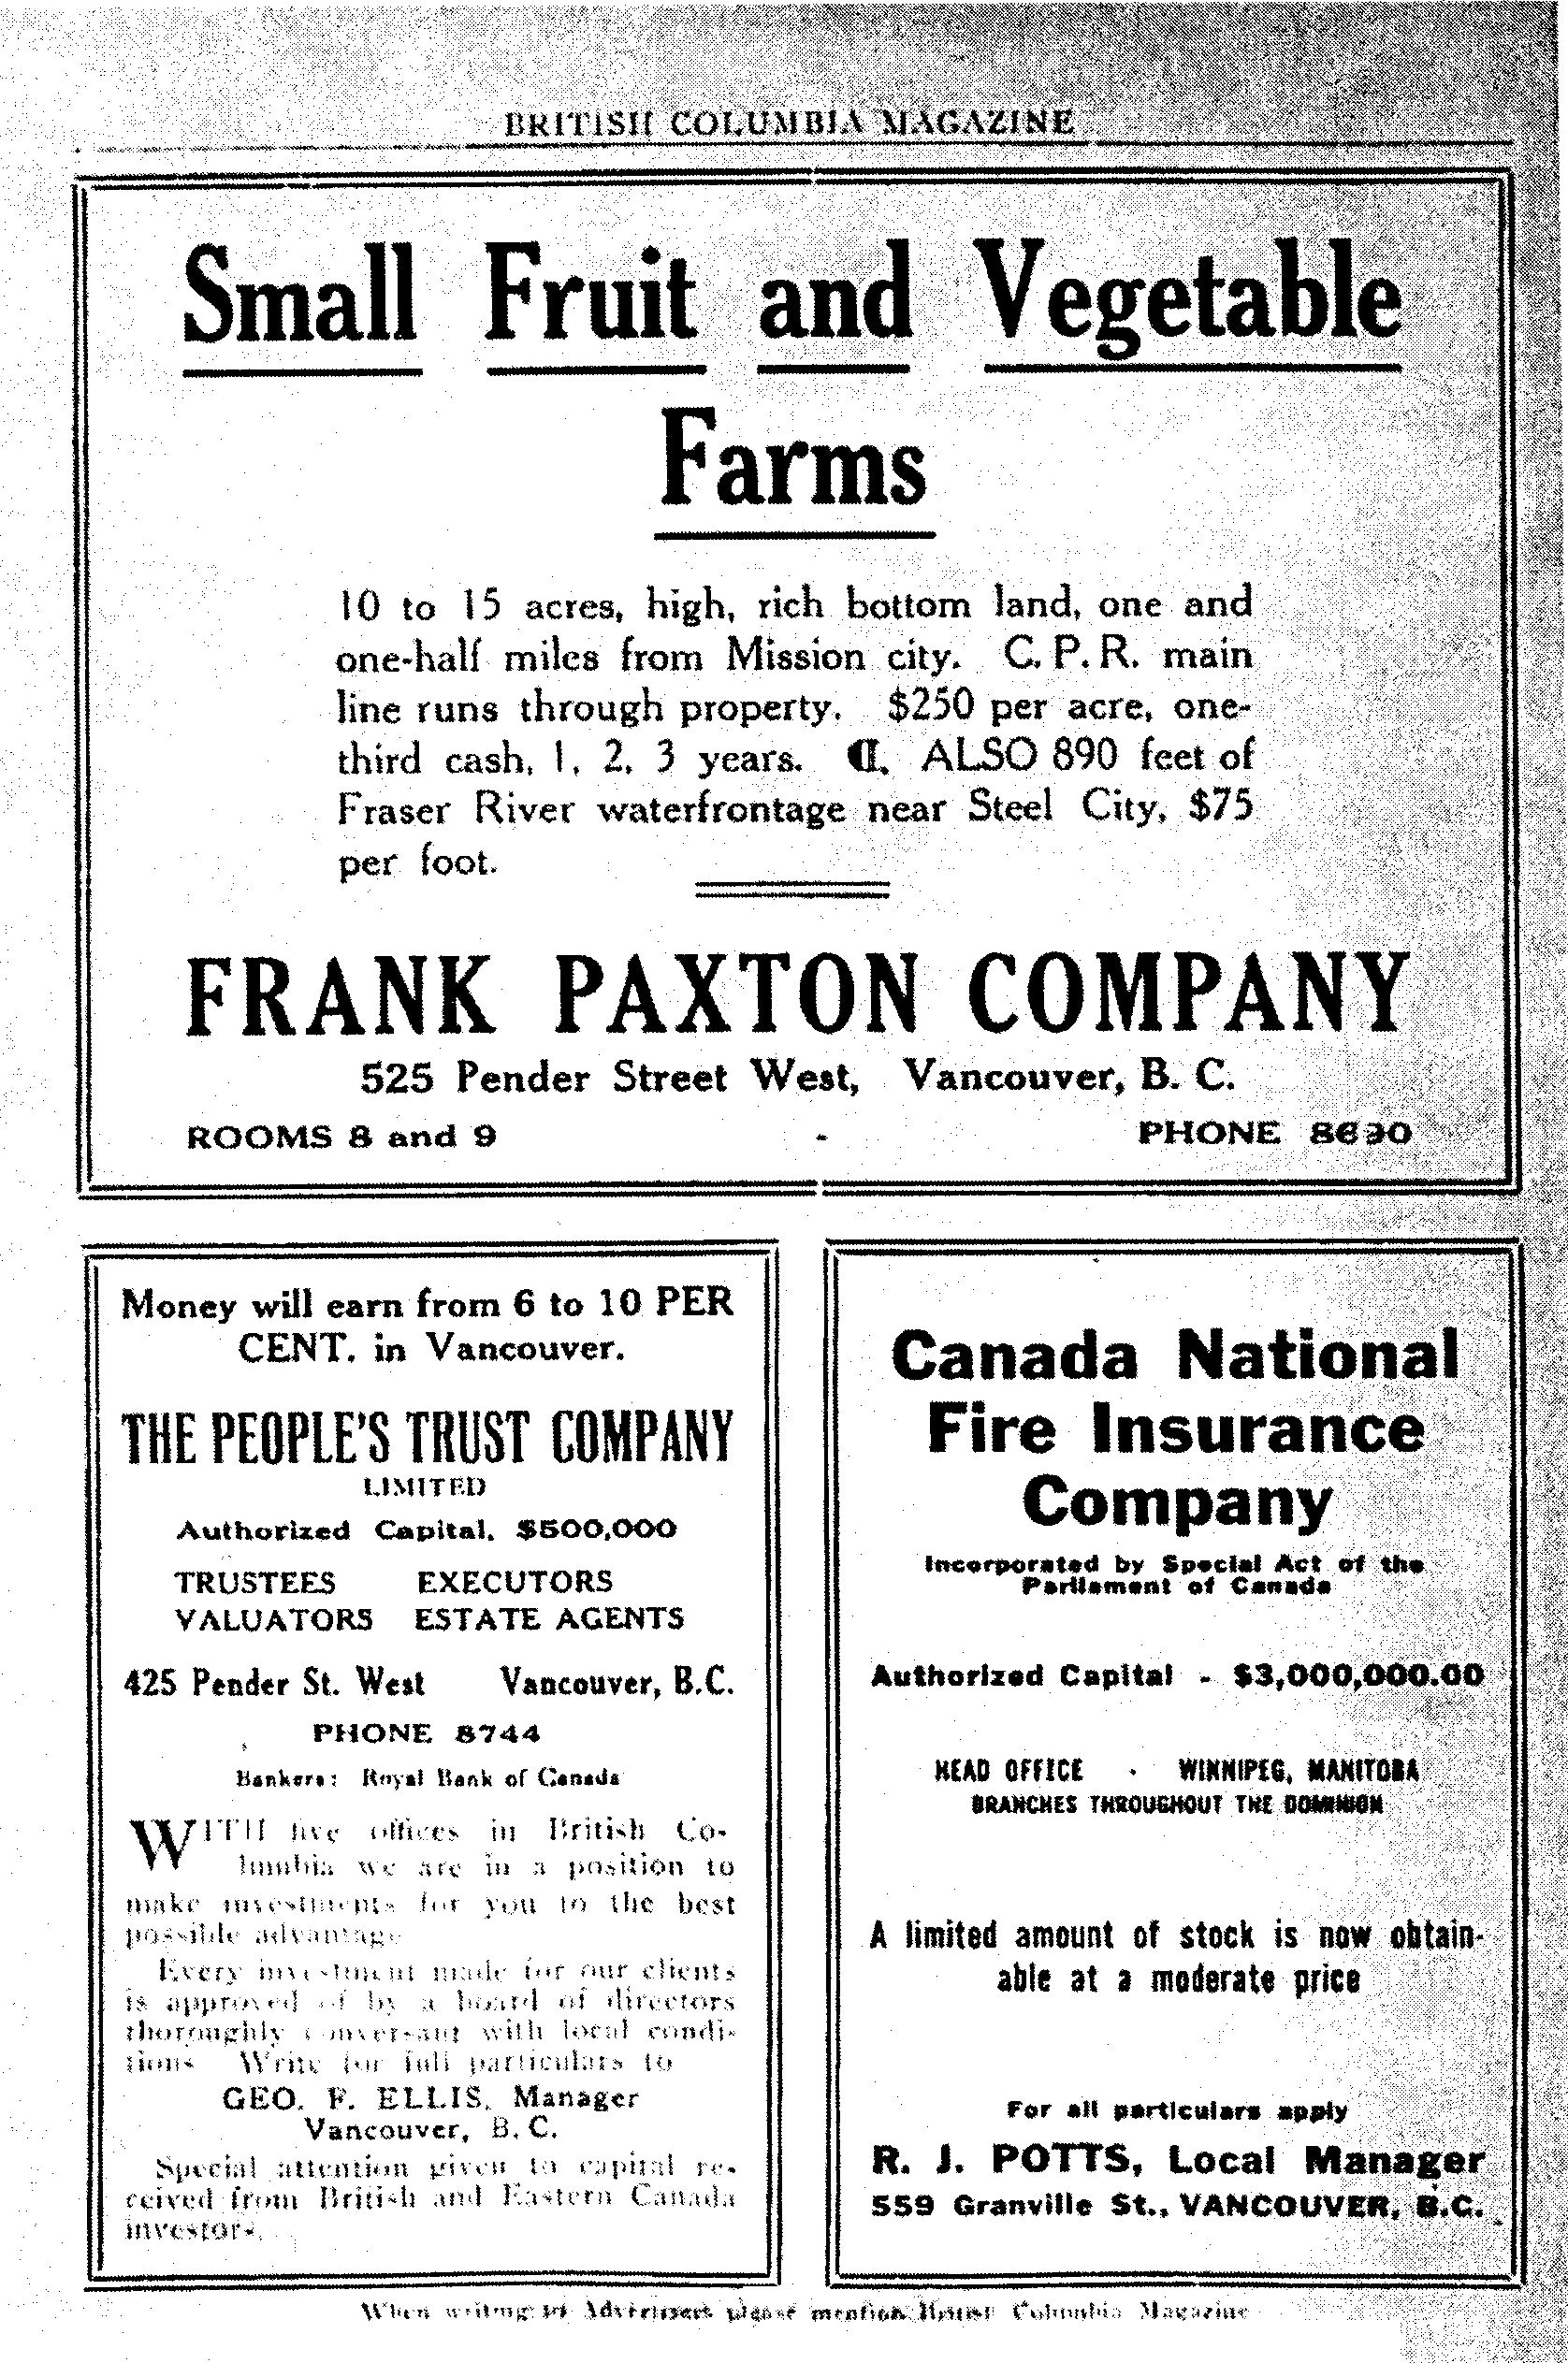 BRITISH COLUMBIA MAGAZINE
Small Fruit and Vegetable
Farms
10 to 15 acres, high, rich bottom land, one and
one-half miles from Mission city. C. P. R. main
line runs through property. $250 per acre, one-
third cash, 1, 2, 3 years. ¶ ALSO 890 feet of
Fraser River waterfrontage near Steel City, $75
per foot.
FRANK PAXTON COMPANY
525 Pender Street West, Vancouver, B. C.
ROOMS 8 and 9 PHONE
Money will earn from 6 to 10 PER
CENT. in Vancouver.
THE PEOPLE'S TRUST COMPANY
LIMITED
Authorized Capital, $500,000
TRUSTEES EXECUTORS
VALUATORS ESTATE AGENTS
425 Pender St. West Vancouver, B.C.
PHONE 8744
Bankers: Royal Bank of Canada
WITH five offices in British Co-
lumbia we are in a position to
make investments for you to the best
possible advantage
Every investment made for our clients
is approved of by a board of directors
thoroughly conversant with local condi-
tions Write for full particulars to
GEO. F. ELLIS, Manager
Vancouver, B. C.
Special attention given to capital re-
ceived from British and Eastern Canada
investors.
Canada National
Fire Insurance
Company
Incorporated by Special Act of the
Parliament of Canada
Authorized Capital - $3,000,000.00
HEAD OFFICE - WINNIPEG, MANITOBA
BRANCHES THROUGHOUT THE DOMINION
A limited amount of stock is now obtain-
able at a moderate price
For all particulars apply
R. J. POTTS, Local Manager
559 Granville St., VANCOUVER, B.C.
When writing to Advertisers please mention British Columbia Magazine